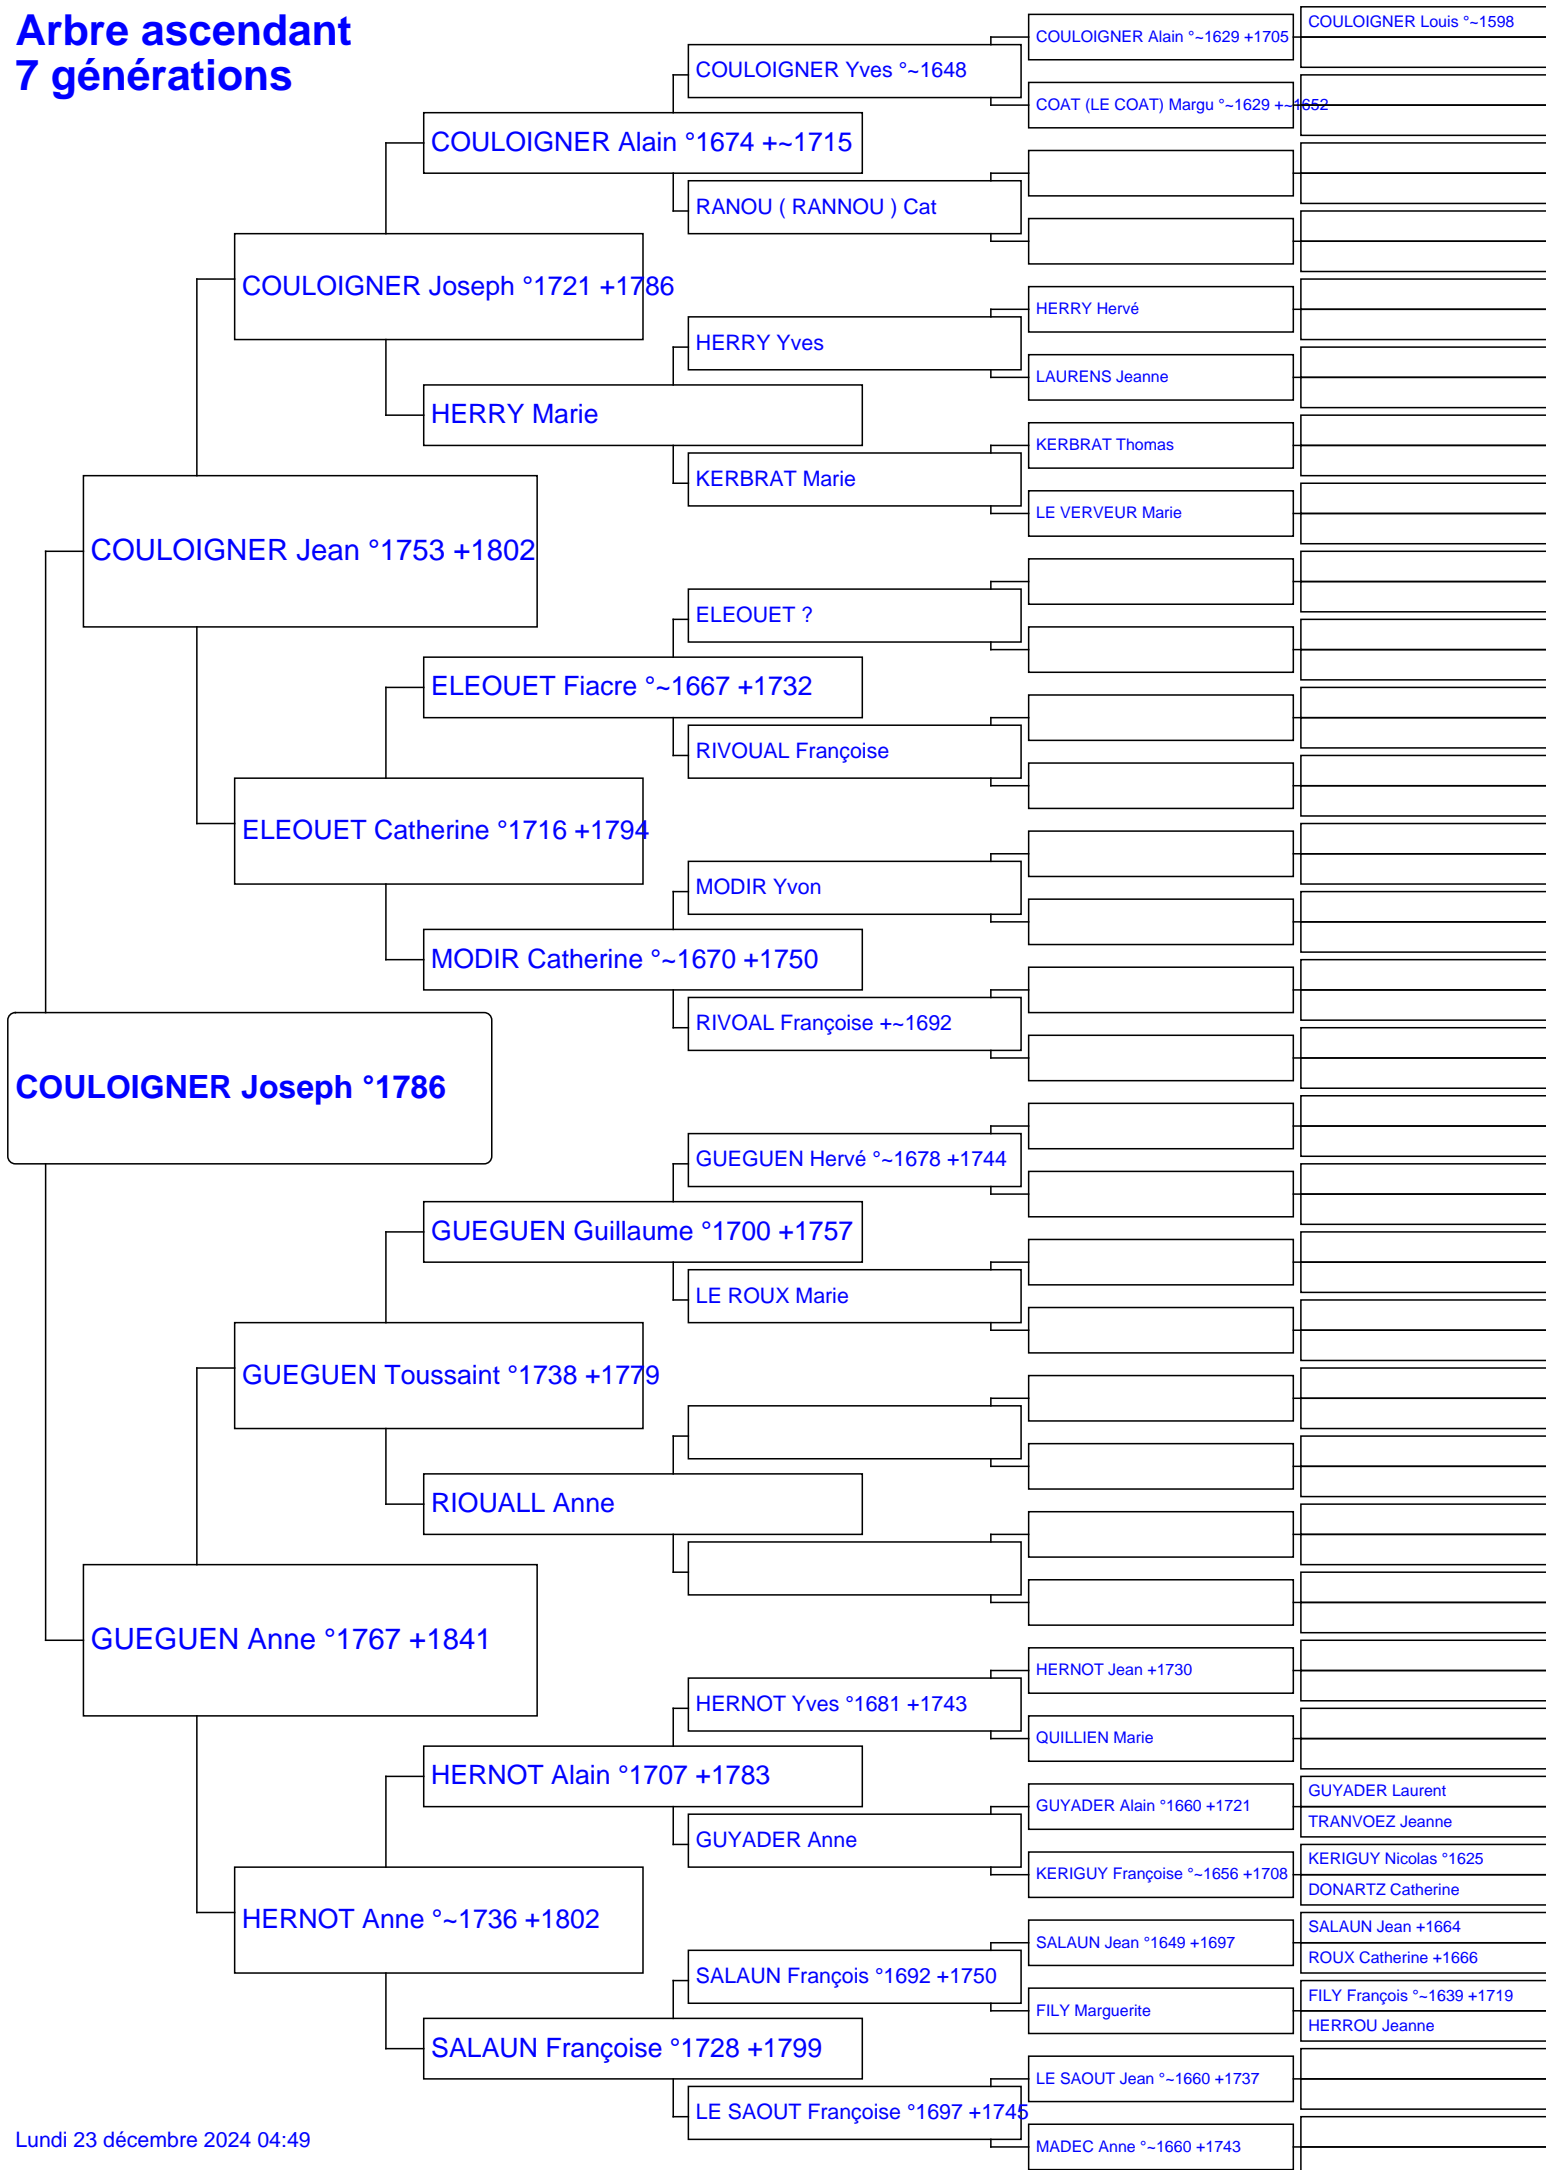 Arbre ascendant
7 générations
COULOIGNER Joseph °1786
COULOIGNER Jean °1753 +1802
GUEGUEN Anne °1767 +1841
COULOIGNER Joseph °1721 +1786
ELEOUET Catherine °1716 +1794
GUEGUEN Toussaint °1738 +1779
HERNOT Anne °~1736 +1802
COULOIGNER Alain °1674 +~1715
HERRY Marie
ELEOUET Fiacre °~1667 +1732
MODIR Catherine °~1670 +1750
GUEGUEN Guillaume °1700 +1757
RIOUALL Anne
HERNOT Alain °1707 +1783
SALAUN Françoise °1728 +1799
COULOIGNER Yves °~1648
RANOU ( RANNOU ) Cat
HERRY Yves
KERBRAT Marie
ELEOUET ?
RIVOUAL Françoise
MODIR Yvon
RIVOAL Françoise +~1692
GUEGUEN Hervé °~1678 +1744
LE ROUX Marie
HERNOT Yves °1681 +1743
GUYADER Anne
SALAUN François °1692 +1750
LE SAOUT Françoise °1697 +1745
COULOIGNER Alain °~1629 +1705
COAT (LE COAT) Margu °~1629 +~1652
HERRY Hervé
LAURENS Jeanne
KERBRAT Thomas
LE VERVEUR Marie
HERNOT Jean +1730
QUILLIEN Marie
GUYADER Alain °1660 +1721
KERIGUY Françoise °~1656 +1708
SALAUN Jean °1649 +1697
FILY Marguerite
LE SAOUT Jean °~1660 +1737
MADEC Anne °~1660 +1743
COULOIGNER Louis °~1598
GUYADER Laurent
TRANVOEZ Jeanne
KERIGUY Nicolas °1625
DONARTZ Catherine
SALAUN Jean +1664
ROUX Catherine +1666
FILY François °~1639 +1719
HERROU Jeanne
Lundi 23 décembre 2024 04:49